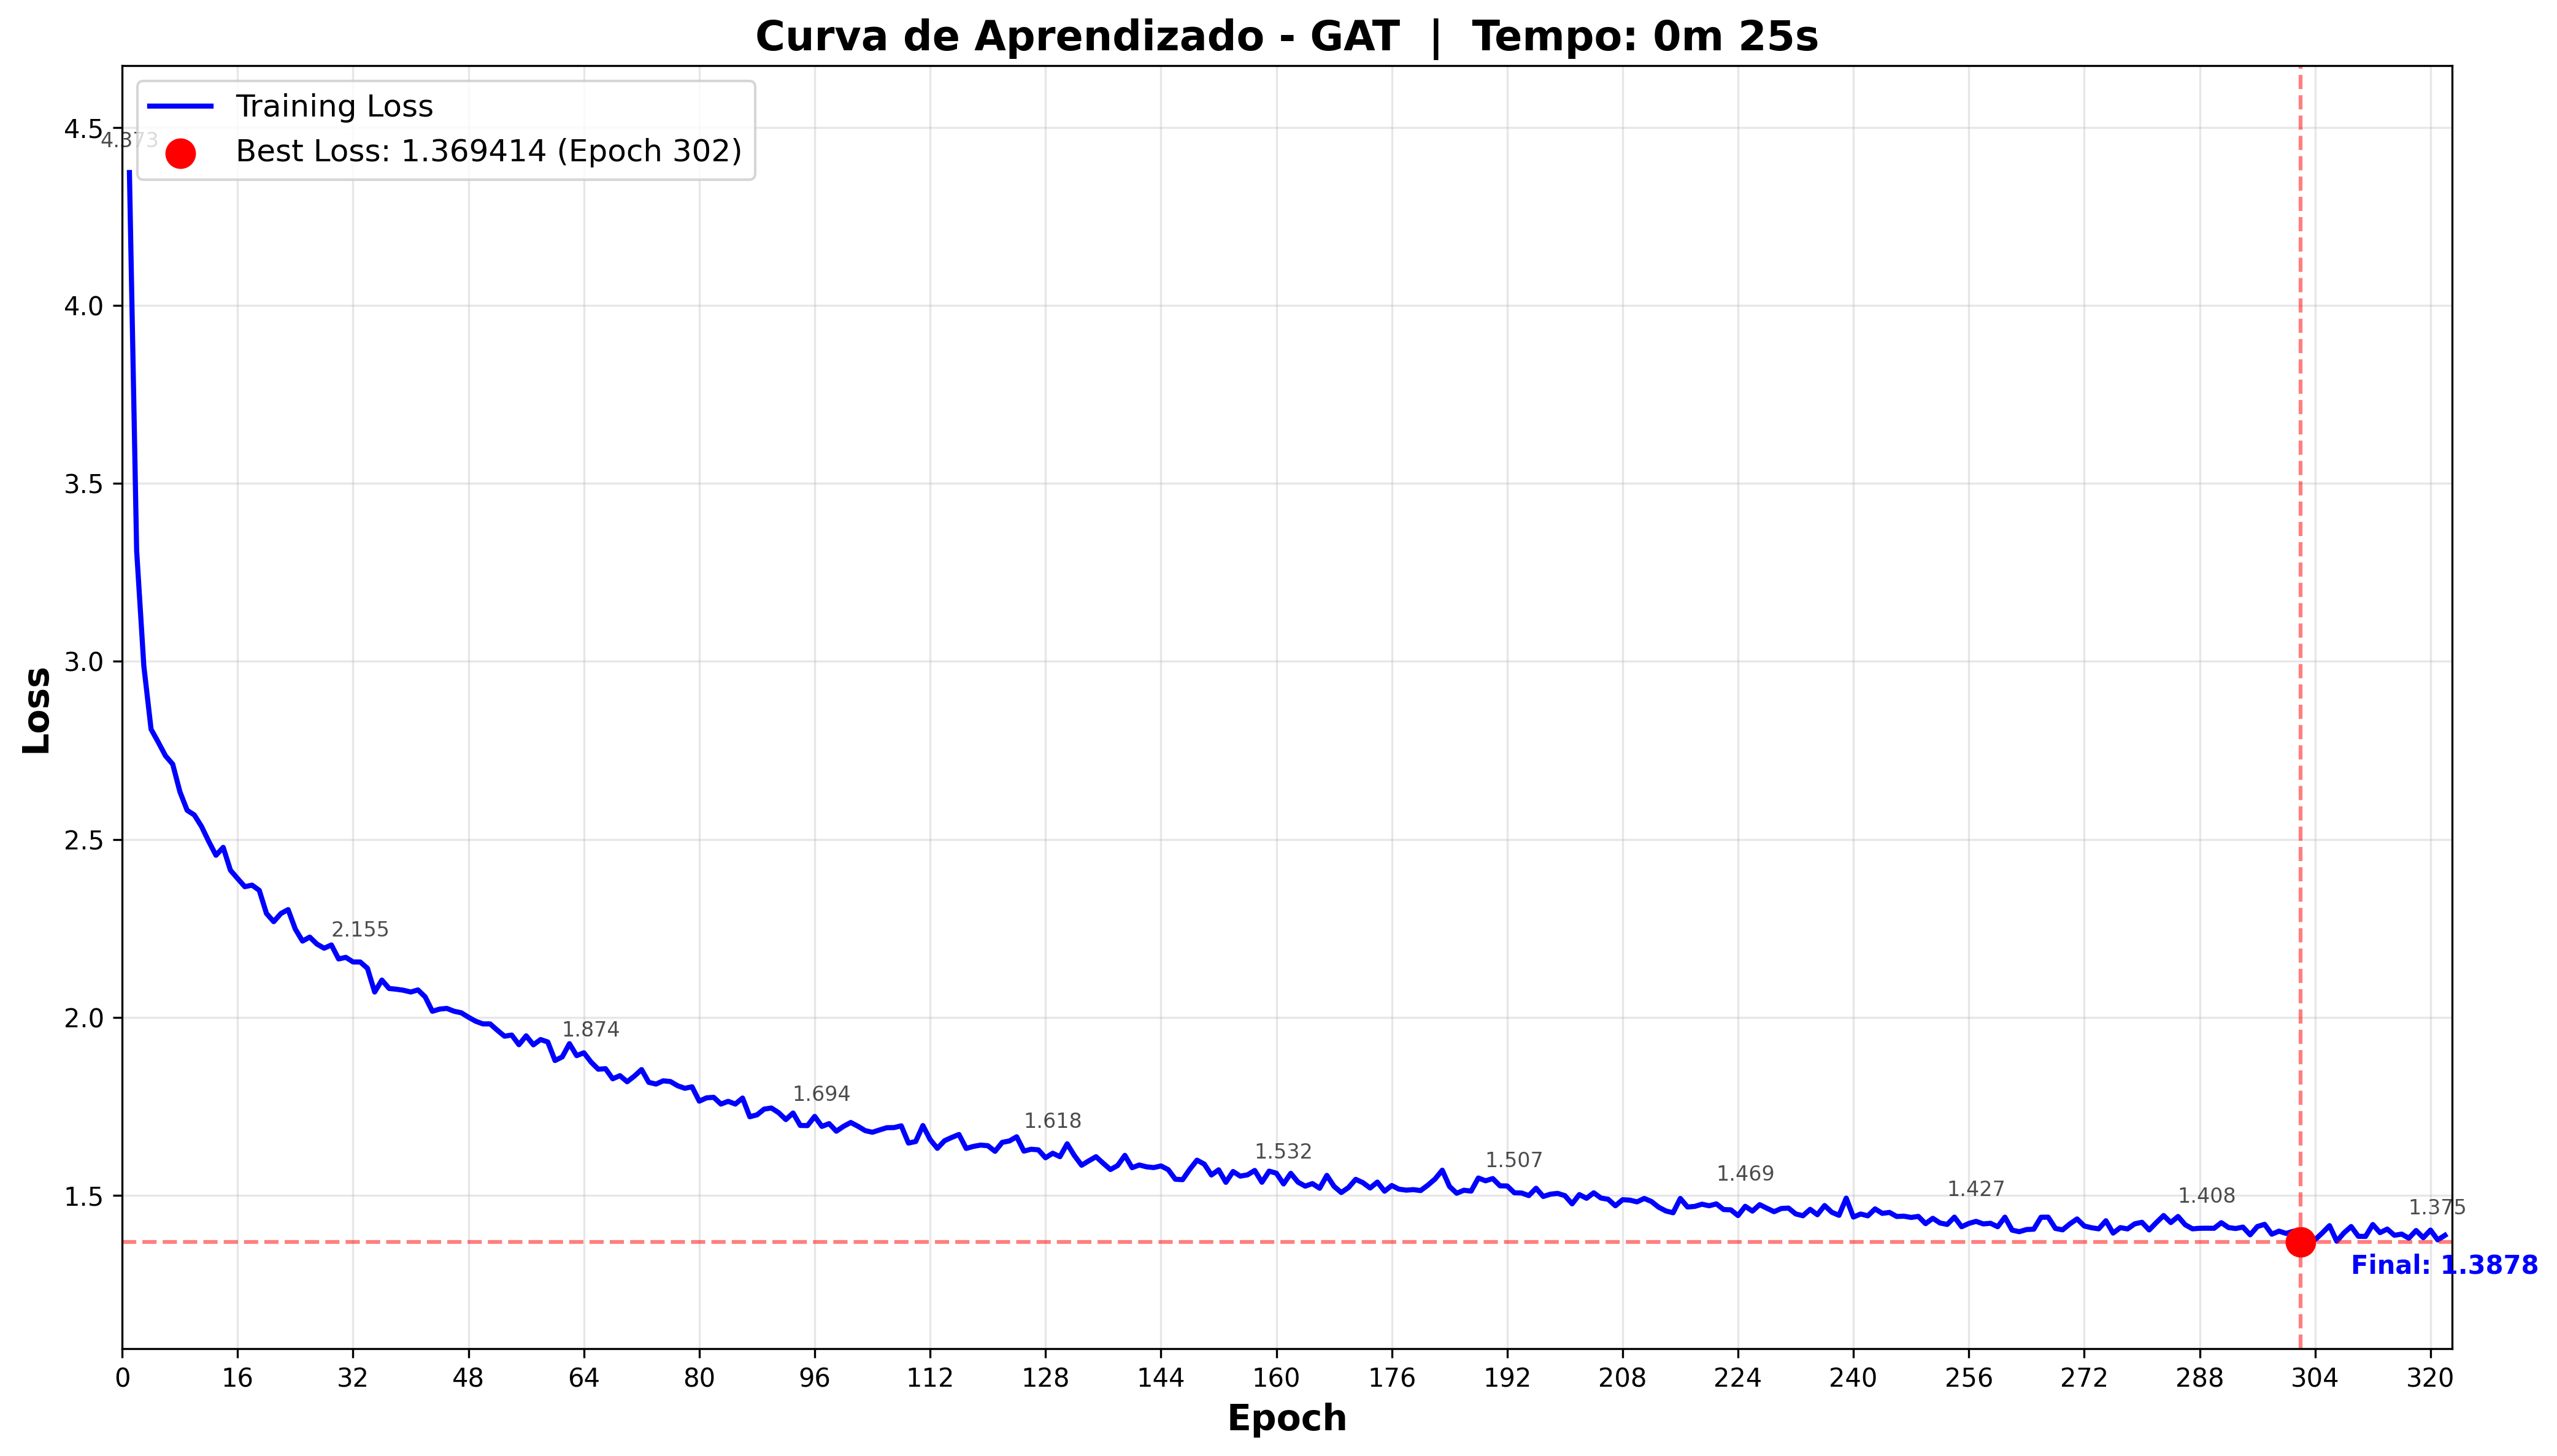 Curva de Aprendizado - GAT | Tempo: 0m 25s
Training Loss
Best Loss: 1.369414 (Epoch 302)
4.373
4.5
4.0
3.5
3.0
2.5
2.0
1.5
Loss
2.155
1.874
1.694
1.618
1.532
1.507
1.469
1.427
1.408
1.375
Final: 1.3878
0 16 32 48 64 80 96 112 128 144 160 176 192 208 224 240 256 272 288 304 320
Epoch